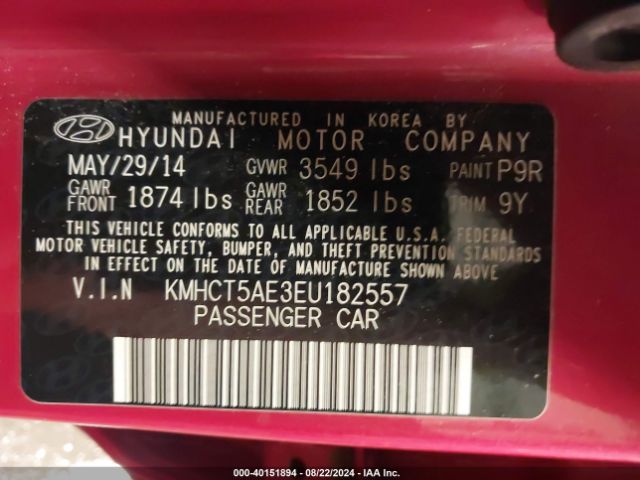 MANUFACTURED IN KOREA BY
HYUNDAI MOTOR COMPANY
MAY/29/14 GVWR 3549 lbs PAINT P9R
GAWR FRONT 1874 lbs GAWR REAR 1852 lbs TRIM 9Y
THIS VEHICLE CONFORMS TO ALL APPLICABLE U.S.A. FEDERAL
MOTOR VEHICLE SAFETY, BUMPER, AND THEFT PREVENTION STANDARDS
IN EFFECT ON THE DATE OF MANUFACTURE SHOWN ABOVE
V.I.N KMHCT5AE3EU182557
PASSENGER CAR
000-40151894 - 08/22/2024 - IAA Inc.